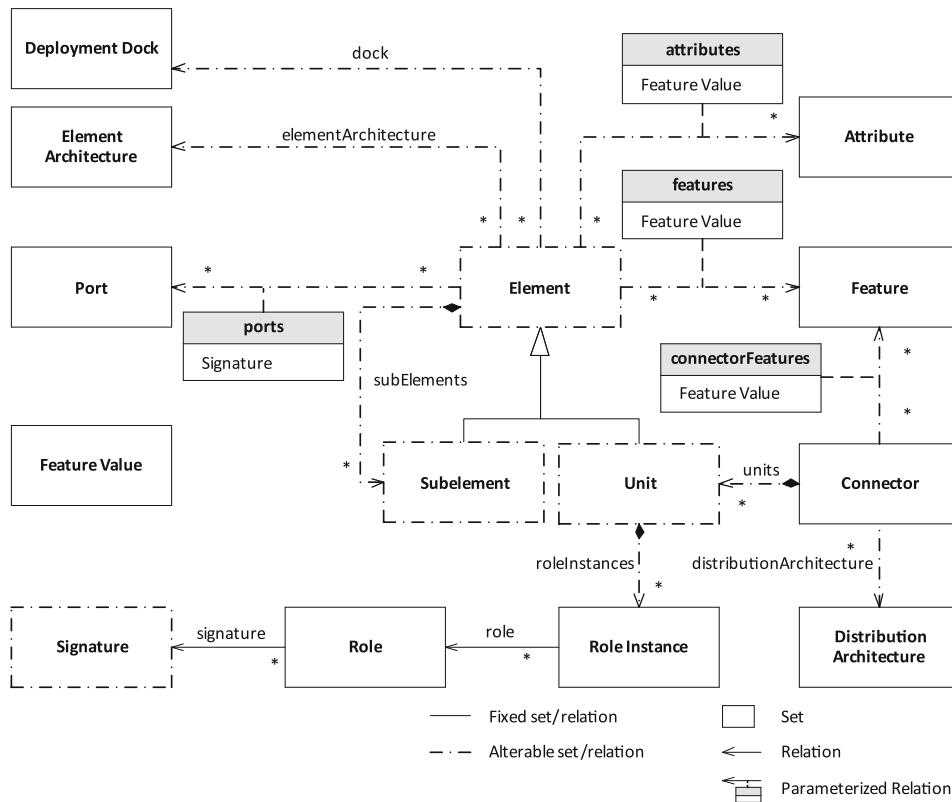 Deployment Dock
dock
attributes
Feature Value
*
Attribute
Element
Architecture
elementArchitecture
features
Feature Value
*
*
*
Port
*
*
Element
*
*
Feature
ports
Signature
connectorFeatures
Feature Value
*
*
subElements
Feature Value
*
Subelement
Unit
units
*
Connector
roleInstances
*
distributionArchitecture
*
Signature
signature
*
Role
role
*
Role Instance
Distribution
Architecture
Fixed set/relation
Set
Alterable set/relation
Relation
Parameterized Relation